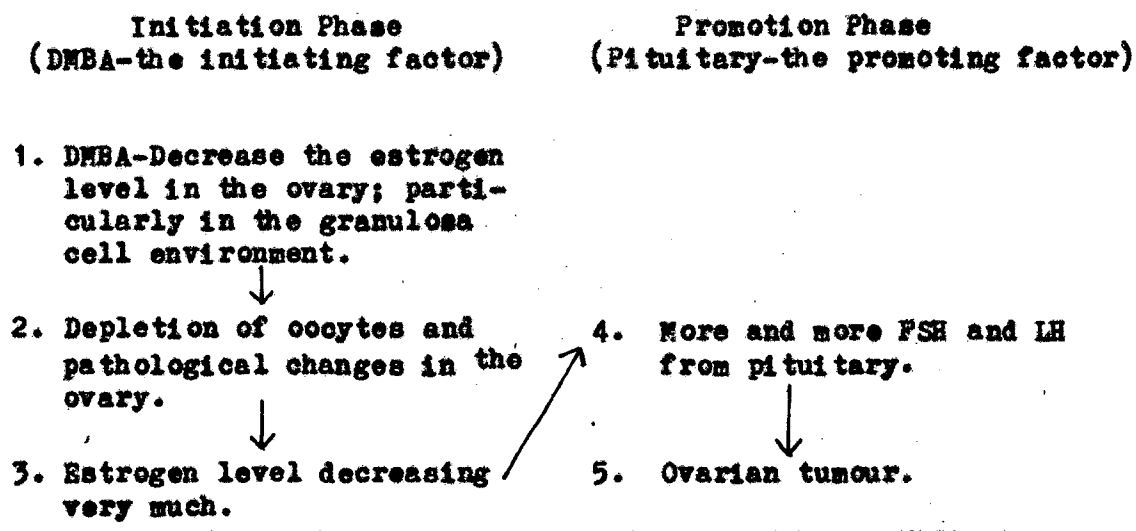 Initiation Phase
(DMBA-the initiating factor)
1. DMBA-Decrease the estrogen
level in the ovary; parti-
cularly in the granulosa
cell environment.
2. Depletion of oocytes and
pathological changes in the
ovary.
3. Estrogen level decreasing
very much.
Promotion Phase
(Pituitary-the promoting factor)
4. More and more FSH and LH
from pituitary.
5. Ovarian tumour.